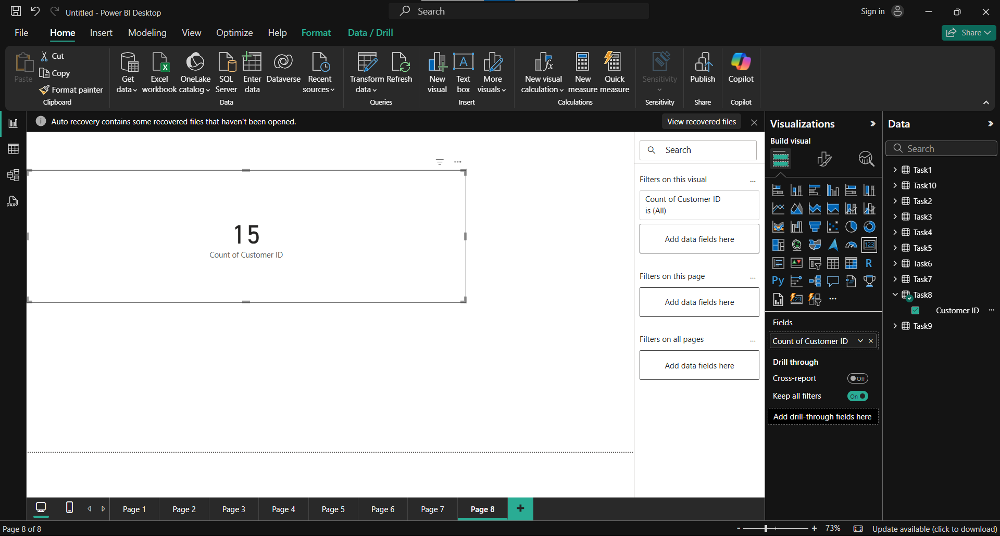 Untitled - Power BI Desktop
Search
Sign in
File
Home
Insert
Modeling
View
Optimize
Help
Format
Data / Drill
Share
Paste
Cut
Copy
Format painter
Clipboard
Get data
Excel workbook
OneLake catalog
SQL Server
Enter data
Dataverse
Recent sources
Data
Transform data
Refresh
Queries
New visual
Text box
More visuals
Insert
New visual calculation
New measure
Quick measure
Calculations
Sensitivity
Sensitivity
Publish
Share
Copilot
Copilot
Auto recovery contains some recovered files that haven't been opened.
View recovered files
15
Count of Customer ID
Search
Filters on this visual
...
Count of Customer ID
is (All)
Add data fields here
Filters on this page
...
Add data fields here
Filters on all pages
...
Add data fields here
Visualizations
Build visual
123
R
Py
123
Fields
Count of Customer ID
Drill through
Cross-report
Off
Keep all filters
On
Add drill-through fields here
Data
Search
Task1
Task10
Task2
Task3
Task4
Task5
Task6
Task7
Task8
Customer ID
Task9
DAX
Page 1
Page 2
Page 3
Page 4
Page 5
Page 6
Page 7
Page 8
+
Page 8 of 8
-
+
73%
Update available (click to download)